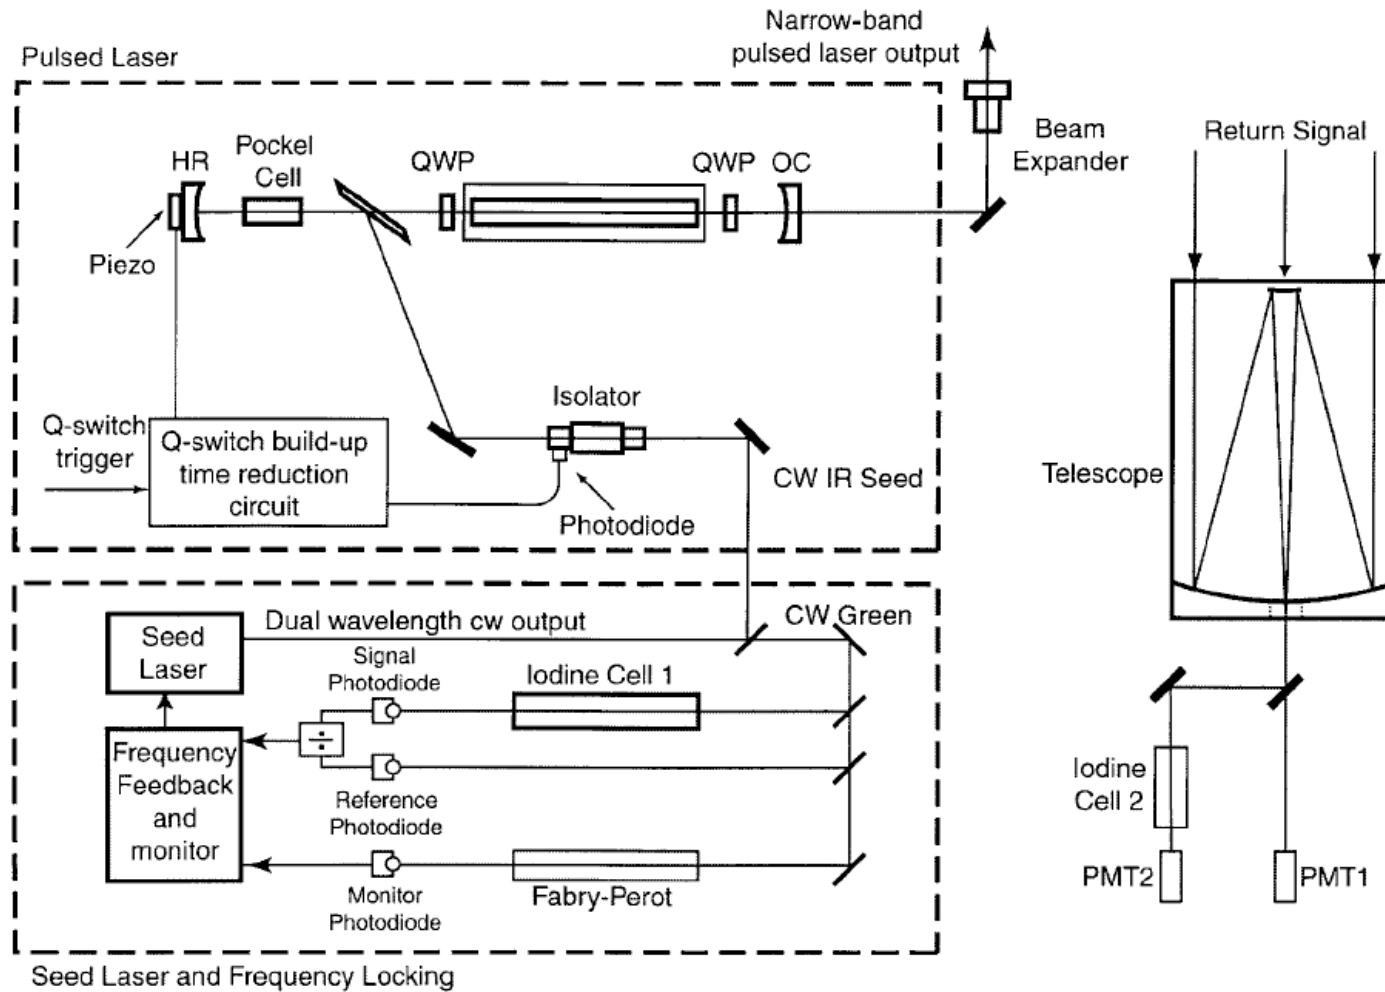 Narrow-band
pulsed laser output
Pulsed Laser
Beam
Expander
Return Signal
HR
Pockel
Cell
QWP
QWP
OC
Piezo
Isolator
Q-switch
trigger
Q-switch build-up
time reduction
circuit
CW IR Seed
Telescope
Photodiode
Seed
Laser
Dual wavelength cw output
CW Green
Signal
Photodiode
Iodine Cell 1
÷
Frequency
Feedback
and
monitor
Reference
Photodiode
Iodine
Cell 2
Monitor
Photodiode
Fabry-Perot
PMT2
PMT1
Seed Laser and Frequency Locking